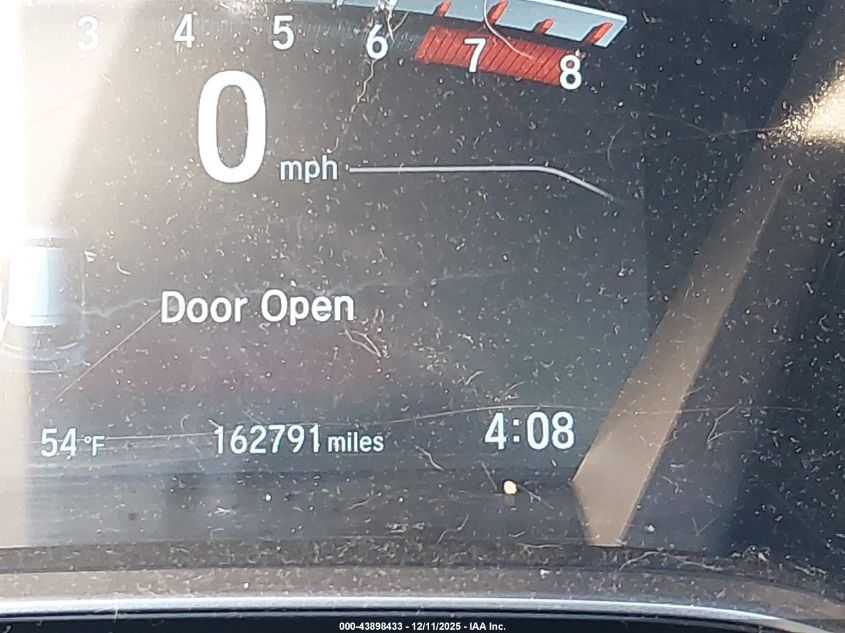 3 4 5 6 7 8
0 mph
Door Open
54 °F 162791 miles 4:08
000-43898433 - 12/11/2025 - IAA Inc.